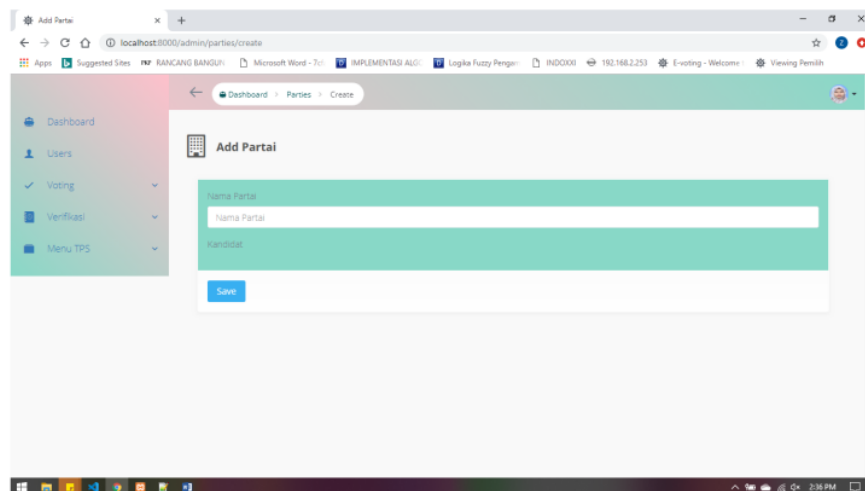 Add Partai
localhost:8000/admin/parties/create
Apps Suggested Sites RANCANG BANGUN Microsoft Word - 7c IMPLEMENTASI ALG Logika Fuzzy Pengar INDOXXI 192.168.2.253 E-voting - Welcome Viewing Pemilih
Dashboard > Parties > Create
Dashboard
Users
Voting
Verifikasi
Menu TPS
Add Partai
Nama Partai
Nama Partai
Kandidat
Save
2:36 PM